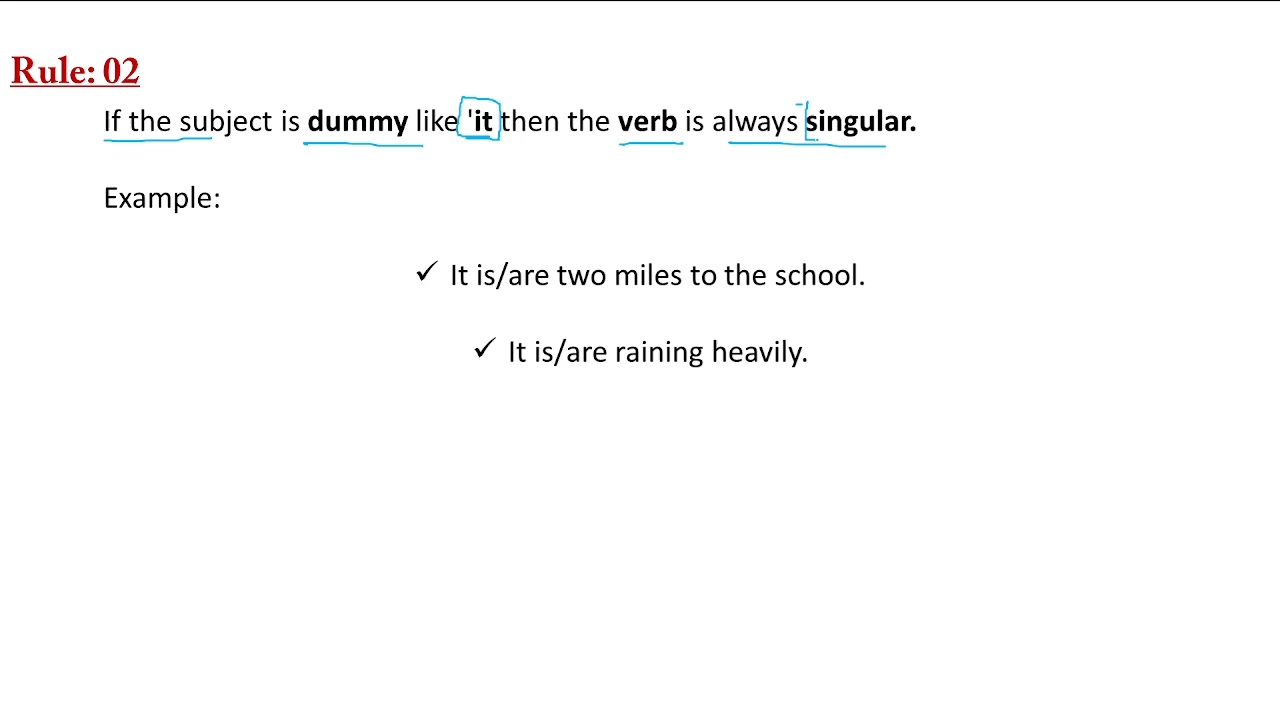 Rule: 02
If the subject is dummy like 'it then the verb is always singular.
Example:
✓ It is/are two miles to the school.
✓ It is/are raining heavily.